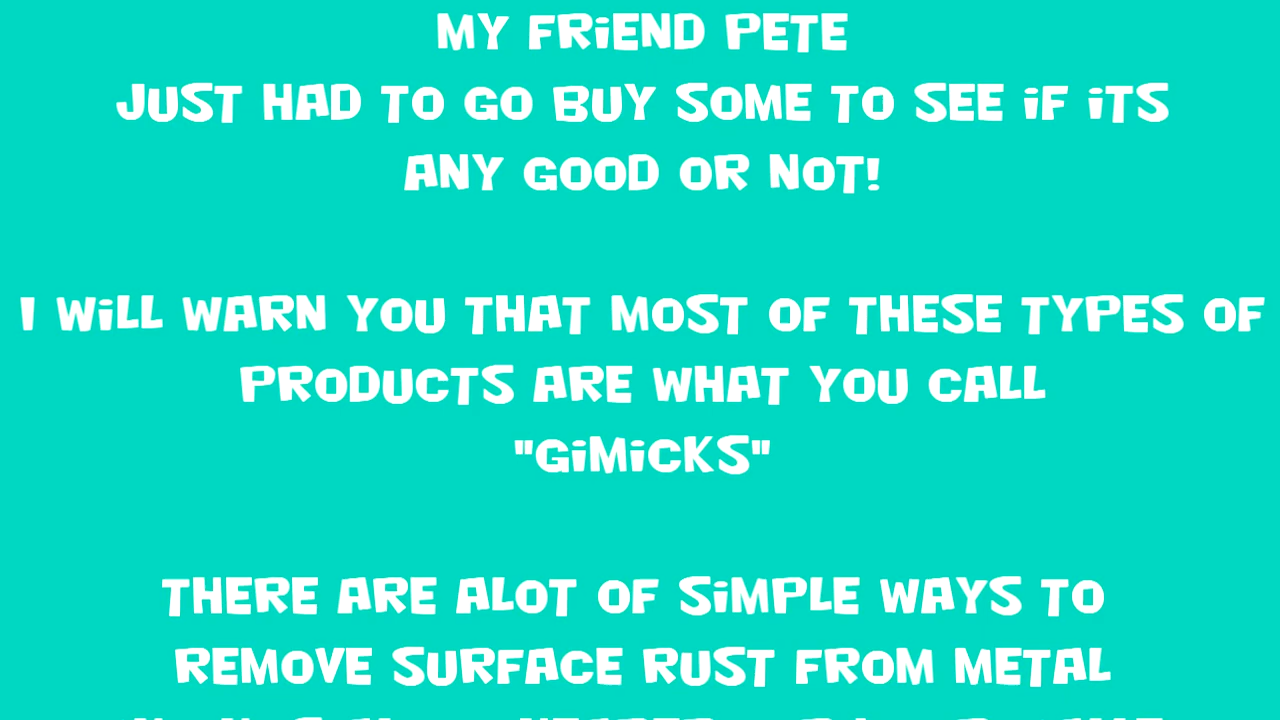 MY FRiEND PETE
JUST HAD TO GO BUY SOME TO SEE iF iTS
ANY GOOD OR NOT!
I WiLL WARN YOU THAT MOST OF THESE TYPES OF
PRODUCTS ARE WHAT YOU CALL
"GiMiCKS"
THERE ARE ALOT OF SiMPLE WAYS TO
REMOVE SURFACE RUST FROM METAL